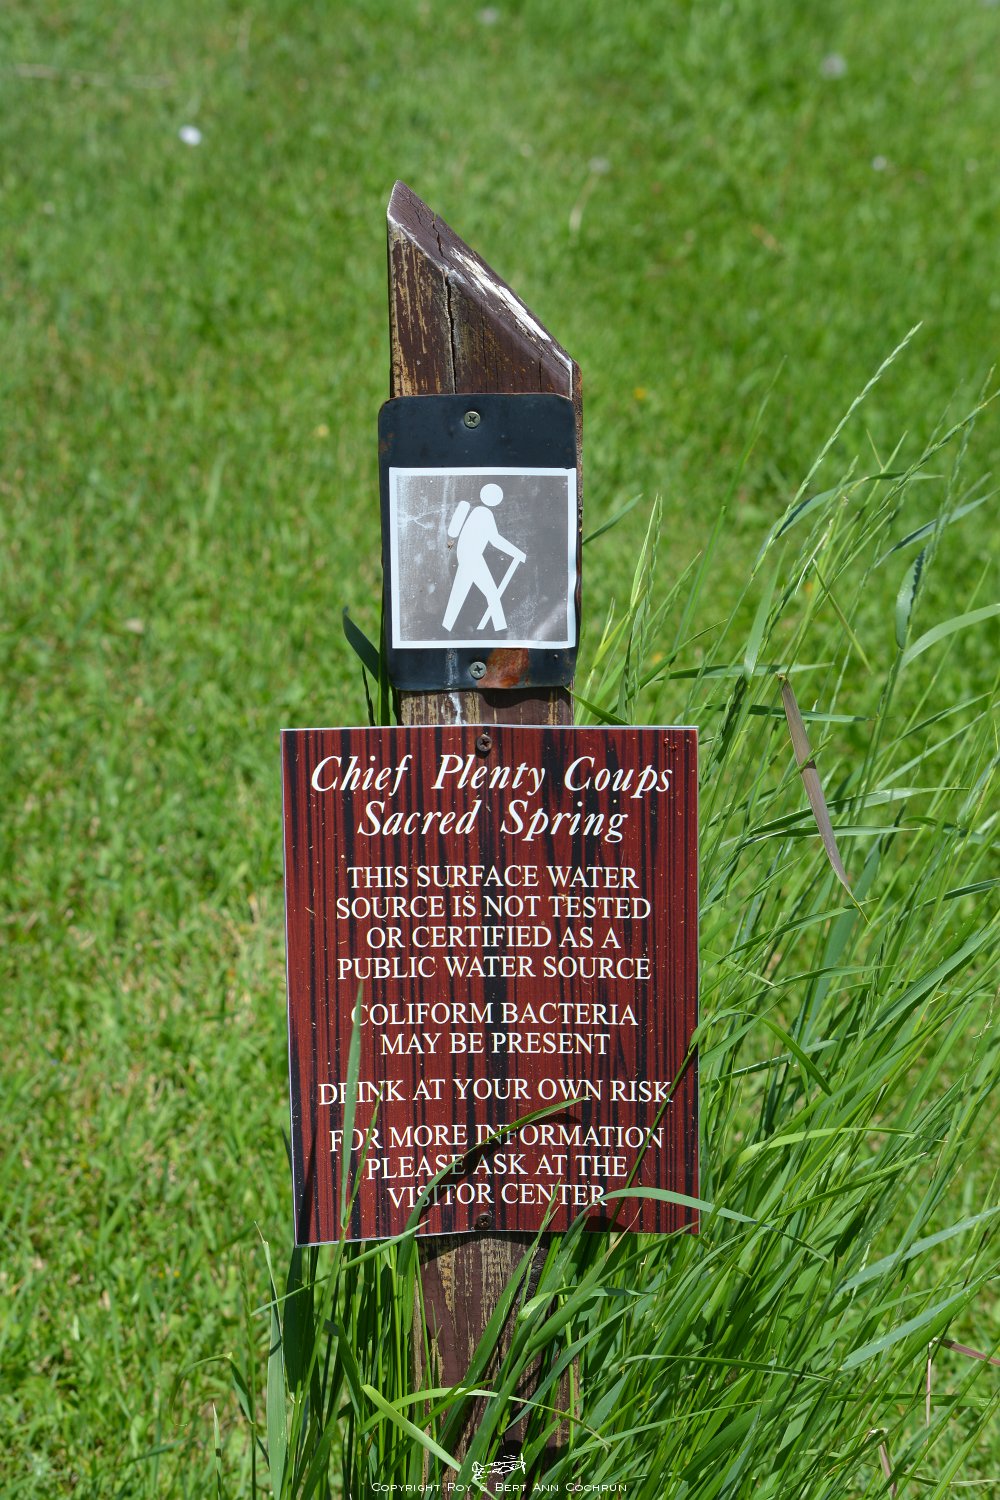 Chief Plenty Coups
Sacred Spring
THIS SURFACE WATER
SOURCE IS NOT TESTED
OR CERTIFIED AS A
PUBLIC WATER SOURCE
COLIFORM BACTERIA
MAY BE PRESENT
DRINK AT YOUR OWN RISK
FOR MORE INFORMATION
PLEASE ASK AT THE
VISITOR CENTER
Copyright Roy & Bert Ann Cochrun